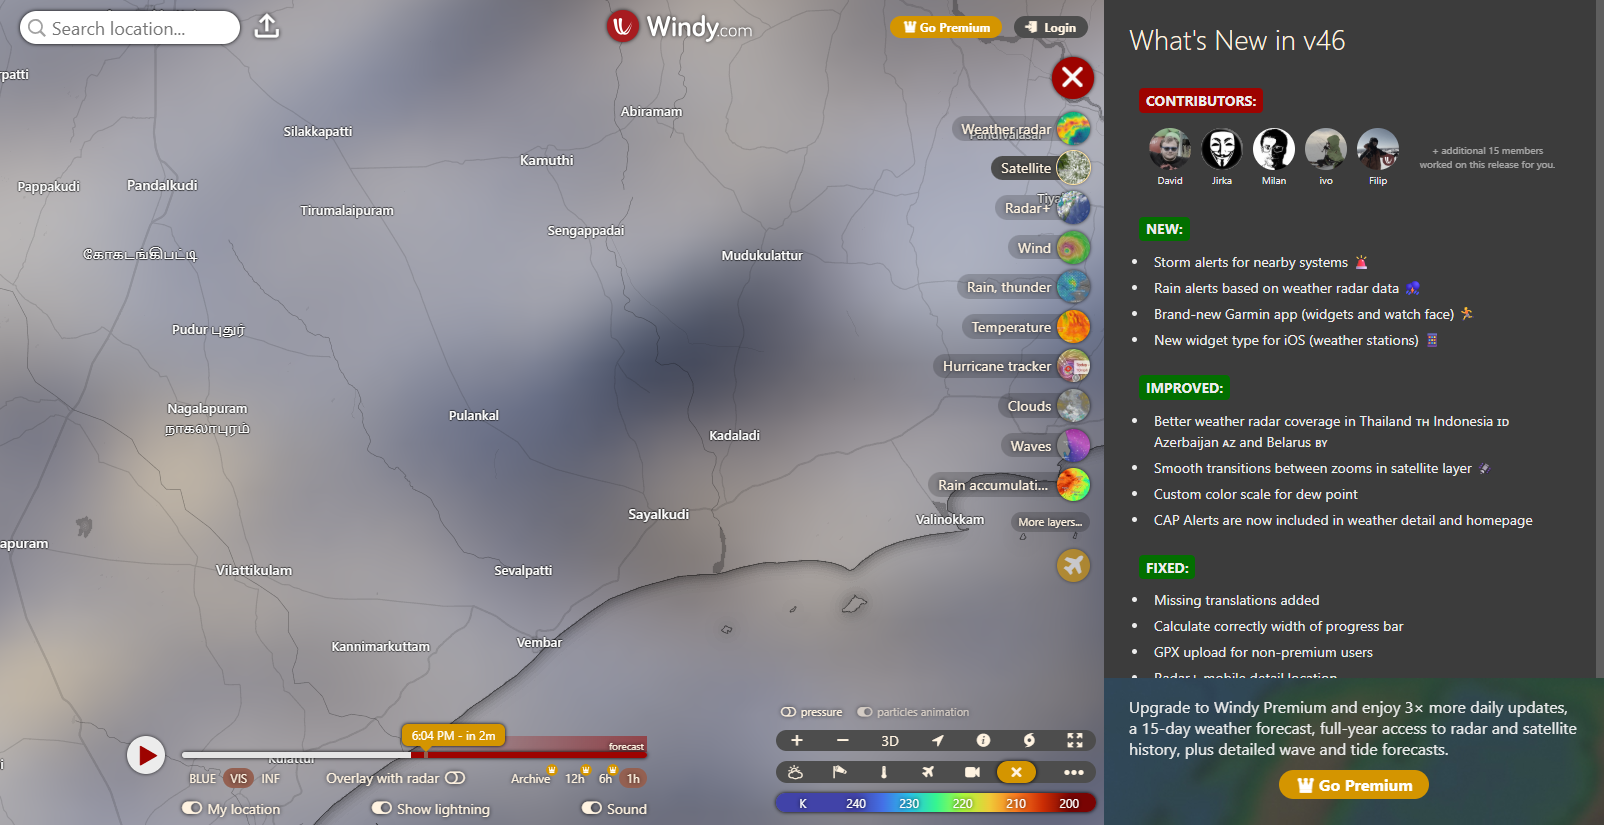 Search location...
Windy.com
Go Premium
Login
rpatti
Silakkapatti
Abiramam
Weather radar
Pandivalasai
Kamuthi
Satellite
Pappakudi
Pandalkudi
Tirumalaipuram
Tiya
Radar+
Sengappadai
Wind
கோகடங்கிபட்டி
Mudukulattur
Rain, thunder
Pudur புதுர்
Temperature
Hurricane tracker
Nagalapuram
நாகலாபுரம்
Pulankal
Clouds
Kadaladi
Waves
Rain accumulati...
Sayalkudi
Valinokkam
More layers...
apuram
Vilattikulam
Sevalpatti
Kannimarkuttam
Vembar
pressure
particles animation
6:04 PM - in 2m
forecast
3D
BLUE VIS INF
Overlay with radar
Archive 12h 6h 1h
My location
Show lightning
Sound
K 240 230 220 210 200
What's New in v46
CONTRIBUTORS:
David Jirka Milan ivo Filip
+ additional 15 members
worked on this release for you.
NEW:
Storm alerts for nearby systems
Rain alerts based on weather radar data
Brand-new Garmin app (widgets and watch face)
New widget type for iOS (weather stations)
IMPROVED:
Better weather radar coverage in Thailand TH Indonesia ID
Azerbaijan AZ and Belarus BY
Smooth transitions between zooms in satellite layer
Custom color scale for dew point
CAP Alerts are now included in weather detail and homepage
FIXED:
Missing translations added
Calculate correctly width of progress bar
GPX upload for non-premium users
Radar+ mobile detail location
Upgrade to Windy Premium and enjoy 3× more daily updates,
a 15-day weather forecast, full-year access to radar and satellite
history, plus detailed wave and tide forecasts.
Go Premium